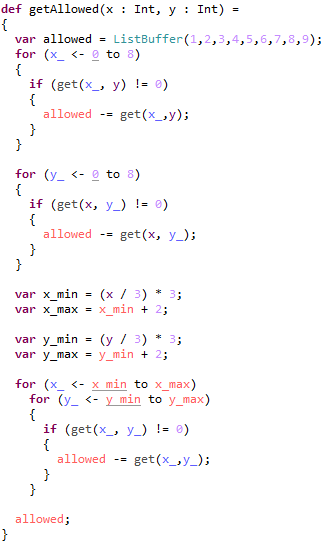 def getAllowed(x : Int, y : Int) =
{
  var allowed = ListBuffer(1,2,3,4,5,6,7,8,9);
  for (x_ <- 0 to 8)
  {
    if (get(x_, y) != 0)
    {
      allowed -= get(x_,y);
    }
  }

  for (y_ <- 0 to 8)
  {
    if (get(x, y_) != 0)
    {
      allowed -= get(x, y_);
    }
  }

  var x_min = (x / 3) * 3;
  var x_max = x_min + 2;

  var y_min = (y / 3) * 3;
  var y_max = y_min + 2;

  for (x_ <- x_min to x_max)
    for (y_ <- y_min to y_max)
    {
      if (get(x_, y_) != 0)
      {
        allowed -= get(x_,y_);
      }
    }

  allowed;
}